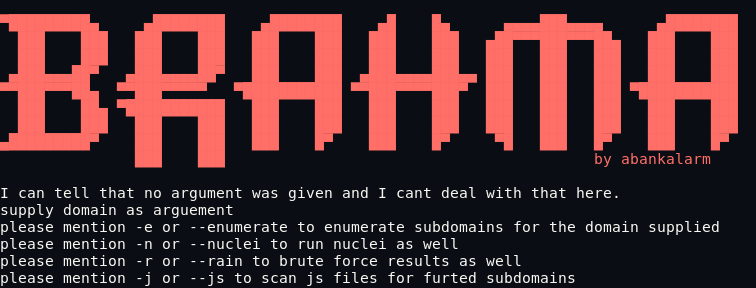 BRAHMA
by abankalarm
I can tell that no argument was given and I cant deal with that here.
supply domain as arguement
please mention -e or --enumerate to enumerate subdomains for the domain supplied
please mention -n or --nuclei to run nuclei as well
please mention -r or --rain to brute force results as well
please mention -j or --js to scan js files for furted subdomains